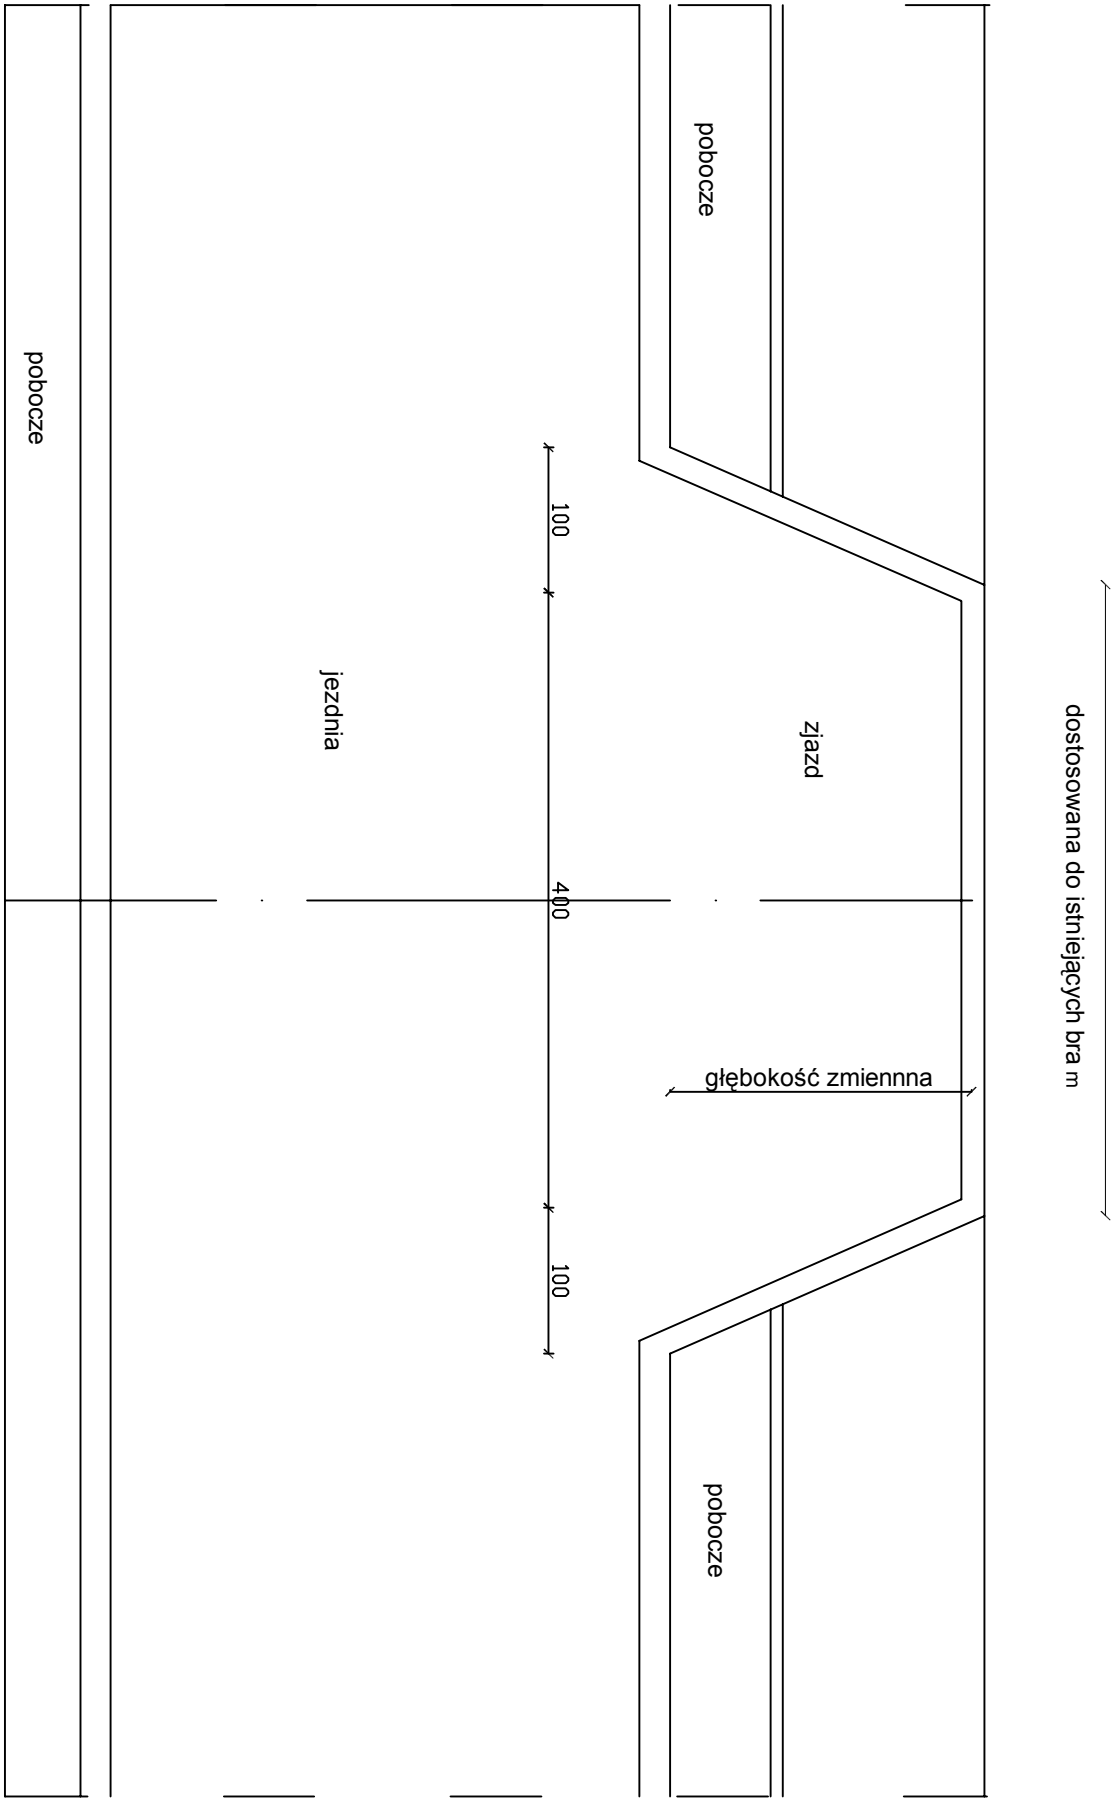 dostosowana do istniejących bra m
pobocze
zjazd
głębokość zmiennna
pobocze
100
400
100
jezdnia
pobocze